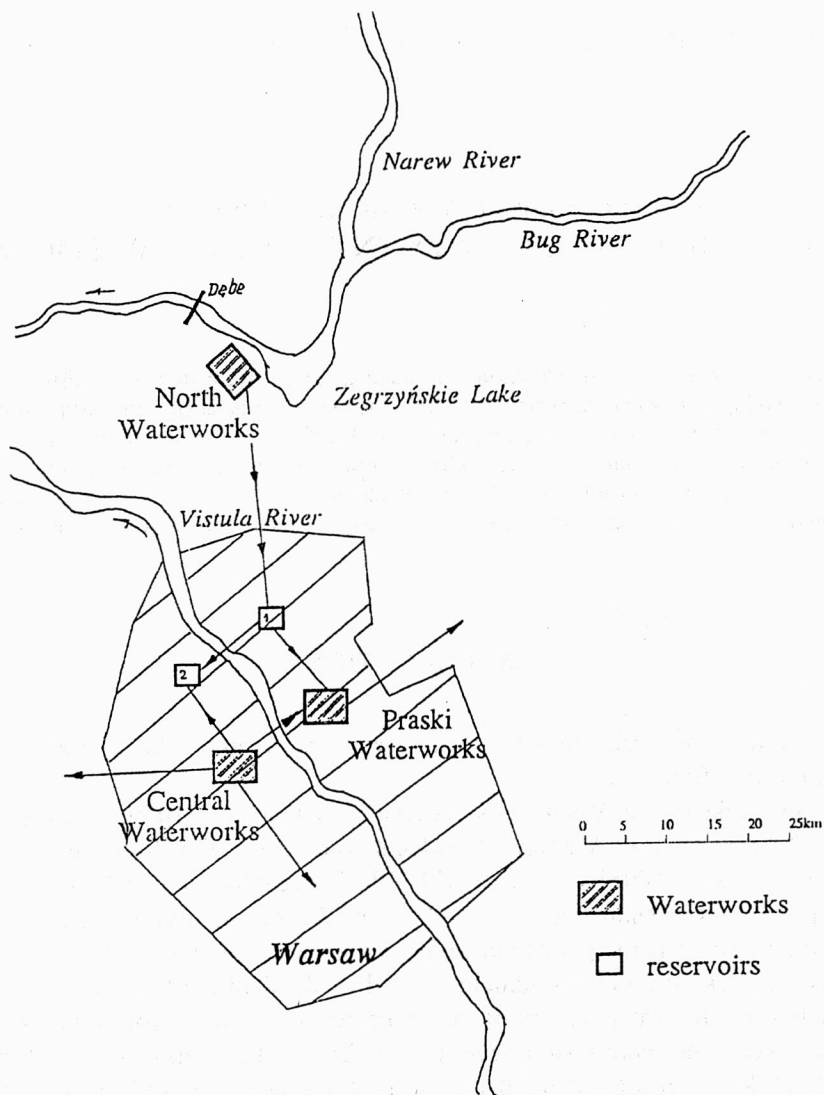 Narew River
Bug River
Dębe
North
Waterworks
Zegrzyńskie Lake
Vistula River
1
2
Praski
Waterworks
Central
Waterworks
0 5 10 15 20 25km
Waterworks
Warsaw
reservoirs